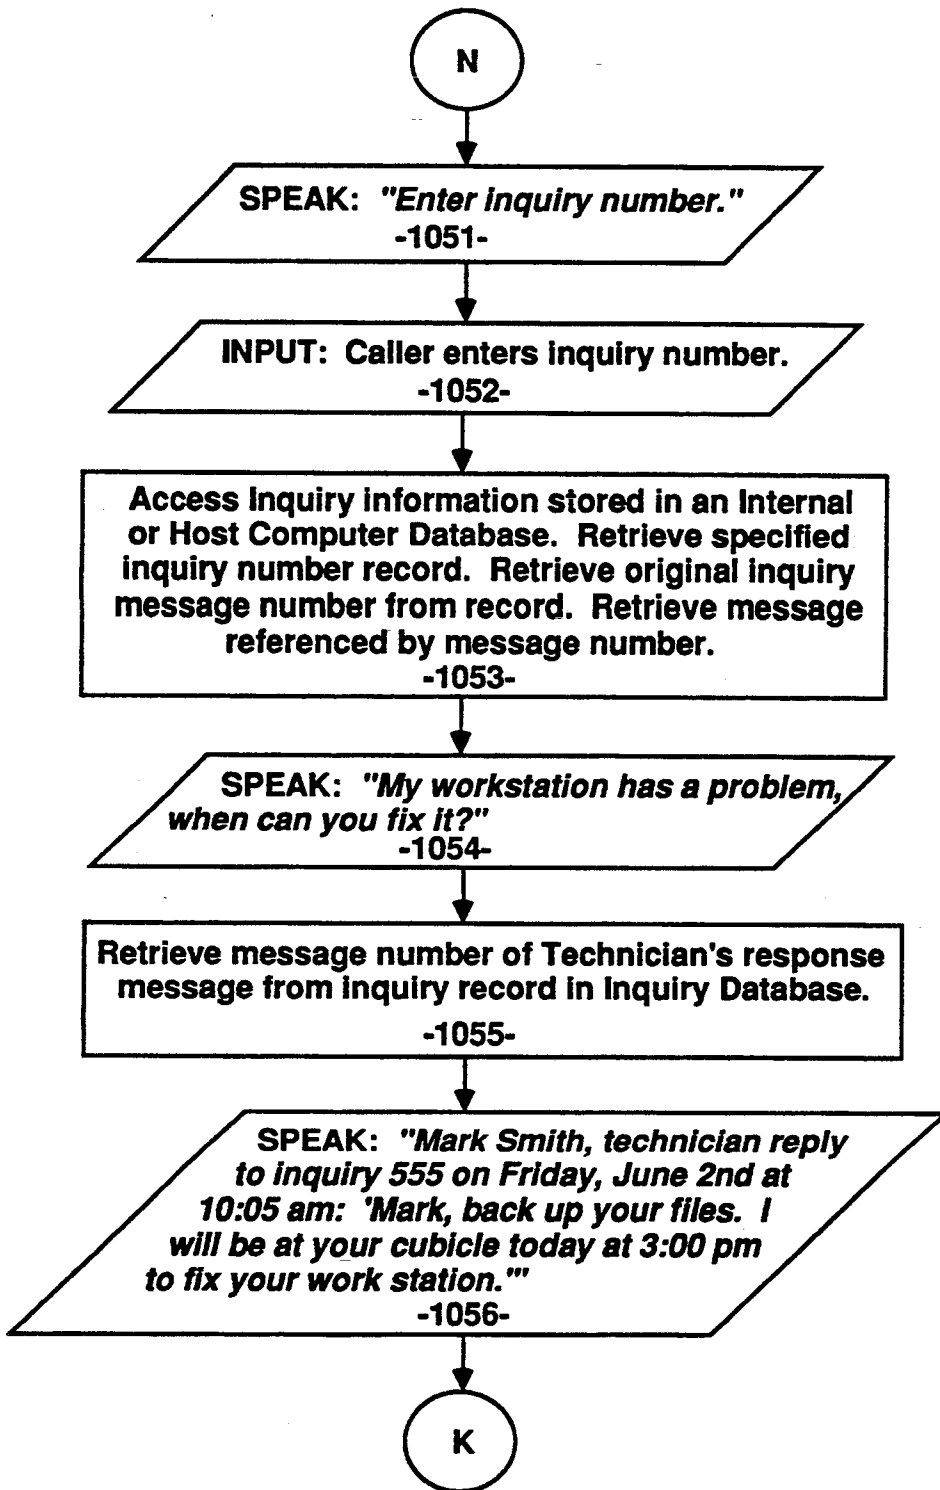 N
SPEAK: "Enter inquiry number."
-1051-
INPUT: Caller enters inquiry number.
-1052-
Access Inquiry information stored in an Internal
or Host Computer Database. Retrieve specified
inquiry number record. Retrieve original inquiry
message number from record. Retrieve message
referenced by message number.
-1053-
SPEAK: "My workstation has a problem,
when can you fix it?"
-1054-
Retrieve message number of Technician's response
message from inquiry record in Inquiry Database.
-1055-
SPEAK: "Mark Smith, technician reply
to inquiry 555 on Friday, June 2nd at
10:05 am: 'Mark, back up your files. I
will be at your cubicle today at 3:00 pm
to fix your work station.'"
-1056-
K